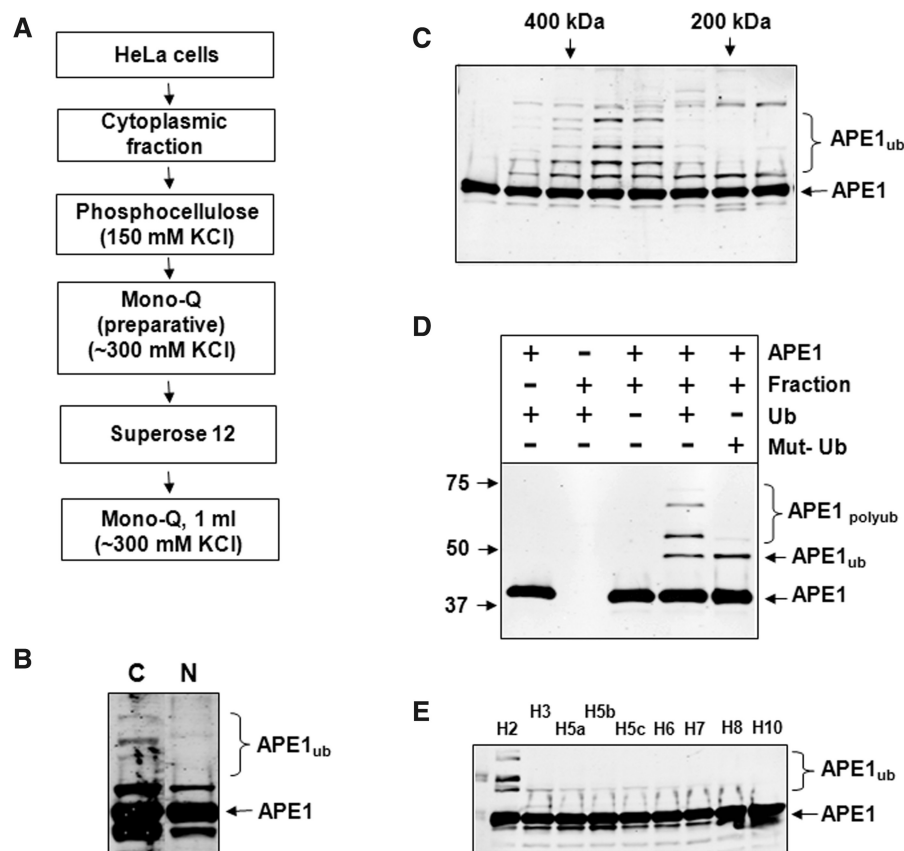 A
HeLa cells
Cytoplasmic
fraction
Phosphocellulose
(150 mM KCl)
Mono-Q
(preparative)
(~300 mM KCl)
Superose 12
Mono-Q, 1 ml
(~300 mM KCl)
B
C N
APE1ub
APE1
C
400 kDa 200 kDa
APE1ub
APE1
D
+ - + + + APE1
- + + + + Fraction
+ + - + - Ub
- - - - + Mut- Ub
75
50
37
APE1 polyub
APE1ub
APE1
E
H2 H3 H5a H5b H5c H6 H7 H8 H10
APE1ub
APE1